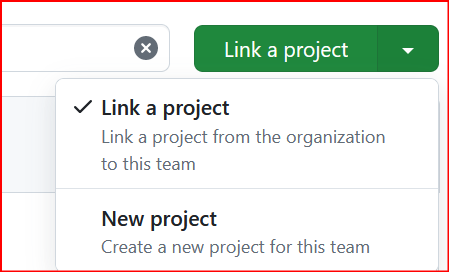 Link a project
Link a project
Link a project from the organization
to this team
New project
Create a new project for this team